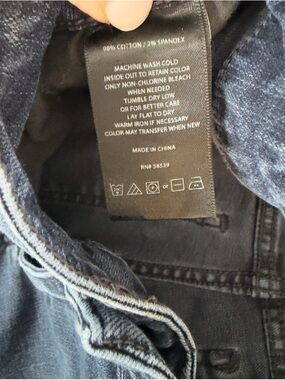 98% COTTON / 2% SPANDEX
MACHINE WASH COLD
INSIDE OUT TO RETAIN COLOR
ONLY NON-CHLORINE BLEACH
WHEN NEEDED
TUMBLE DRY LOW
OR FOR BETTER CARE
LAY FLAT TO DRY
WARM IRON IF NECESSARY
COLOR MAY TRANSFER WHEN NEW
MADE IN CHINA
RN# 58539
or